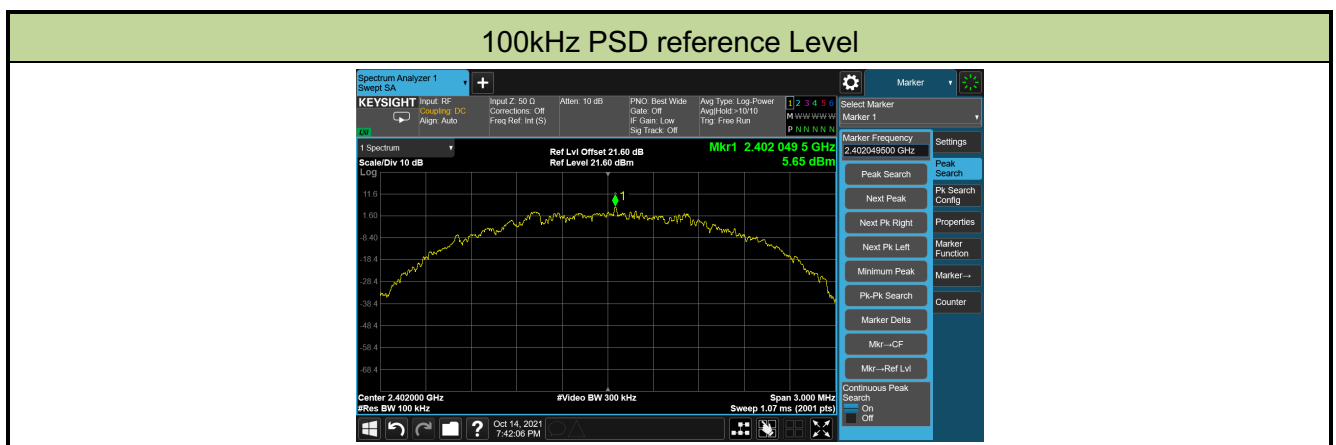 100kHz PSD reference Level
Spectrum Analyzer 1
Swept SA
+
Marker
KEYSIGHT
Input: RF
Coupling: DC
Align: Auto
Input Z: 50 Ω
Corrections: Off
Freq Ref: Int (S)
Atten: 10 dB
PNO: Best Wide
Gate: Off
IF Gain: Low
Sig Track: Off
Avg Type: Log-Power
Avg|Hold:>10/10
Trig: Free Run
1 2 3 4 5 6
M W W W W W
P N N N N N
LXI
Select Marker
Marker 1
1 Spectrum
Scale/Div 10 dB
Log
Ref Lvl Offset 21.60 dB
Ref Level 21.60 dBm
Mkr1 2.402 049 5 GHz
5.65 dBm
11.6
1.60
-8.40
-18.4
-28.4
-38.4
-48.4
-58.4
-68.4
1
Center 2.402000 GHz
#Res BW 100 kHz
#Video BW 300 kHz
Span 3.000 MHz
Sweep 1.07 ms (2001 pts)
Marker Frequency
2.402049500 GHz
Peak Search
Next Peak
Next Pk Right
Next Pk Left
Minimum Peak
Pk-Pk Search
Marker Delta
Mkr→CF
Mkr→Ref Lvl
Continuous Peak
Search
On
Off
Settings
Peak
Search
Pk Search
Config
Properties
Marker
Function
Marker→
Counter
?
Oct 14, 2021
7:42:06 PM